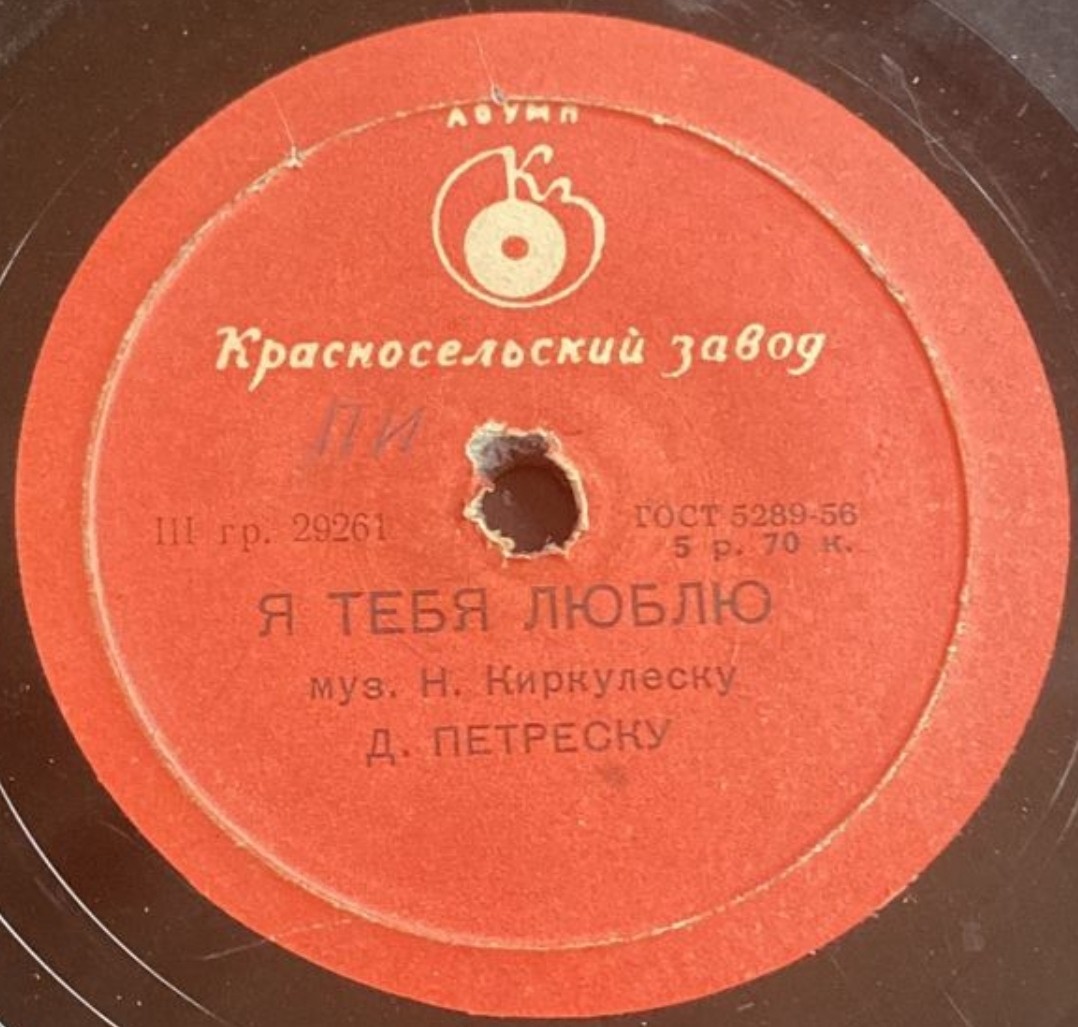 ЛОУМП
Кз
Красносельский завод
ПИ
III гр. 29261
ГОСТ 5289-56
5 р. 70 к.
Я ТЕБЯ ЛЮБЛЮ
муз. Н. Киркулеску
Д. ПЕТРЕСКУ